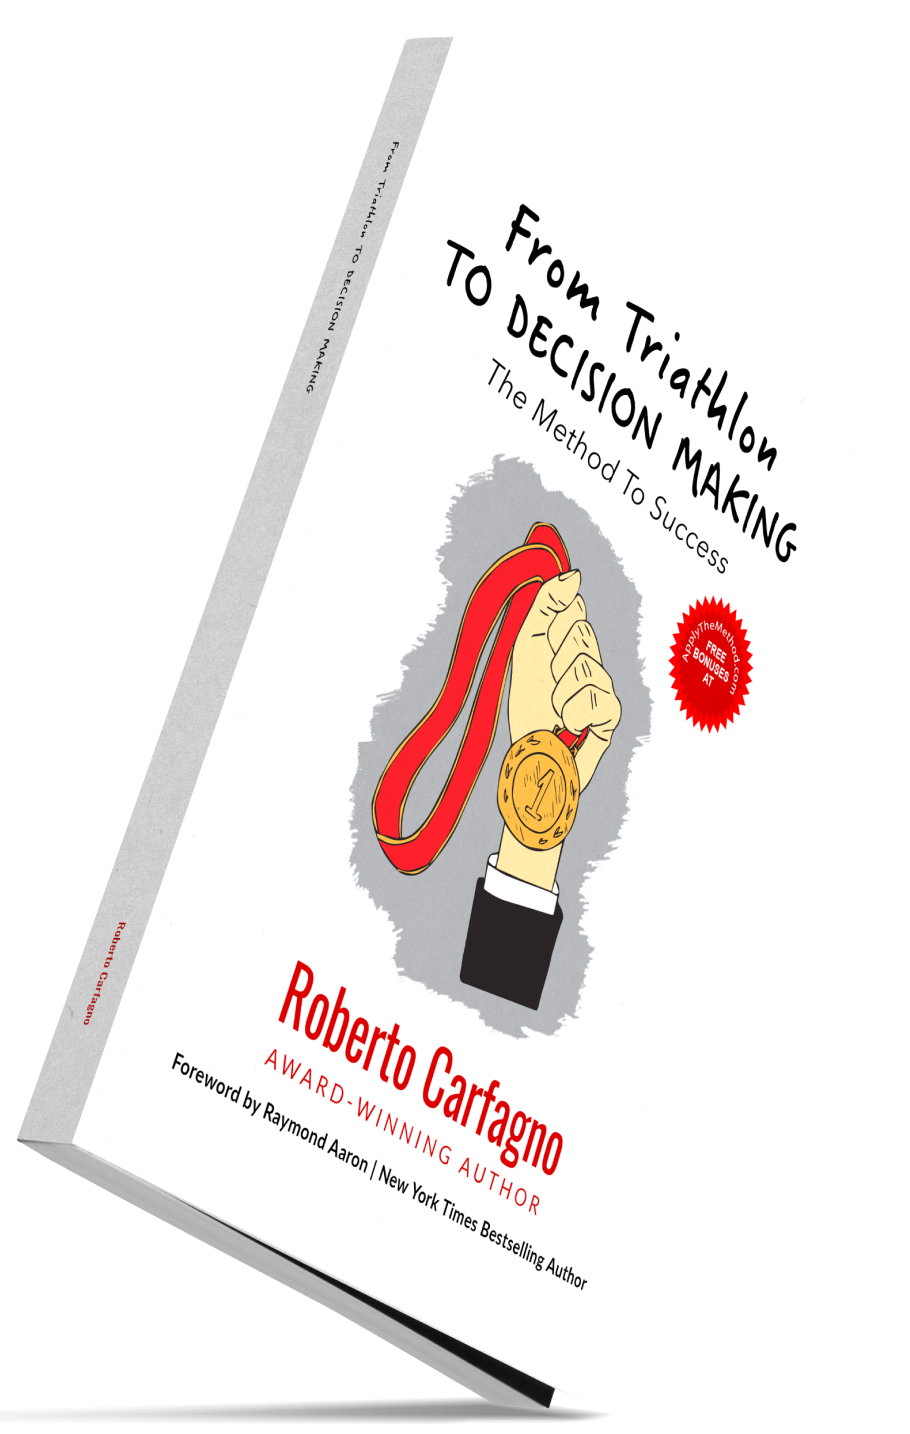 From Triathlon TO DECISION MAKING
Roberto Carfagno
From Triathlon
TO DECISION MAKING
The Method To Success
ApplyTheMethod.com
FREE
BONUSES
AT
Roberto Carfagno
AWARD-WINNING AUTHOR
Foreword by Raymond Aaron | New York Times Bestselling Author